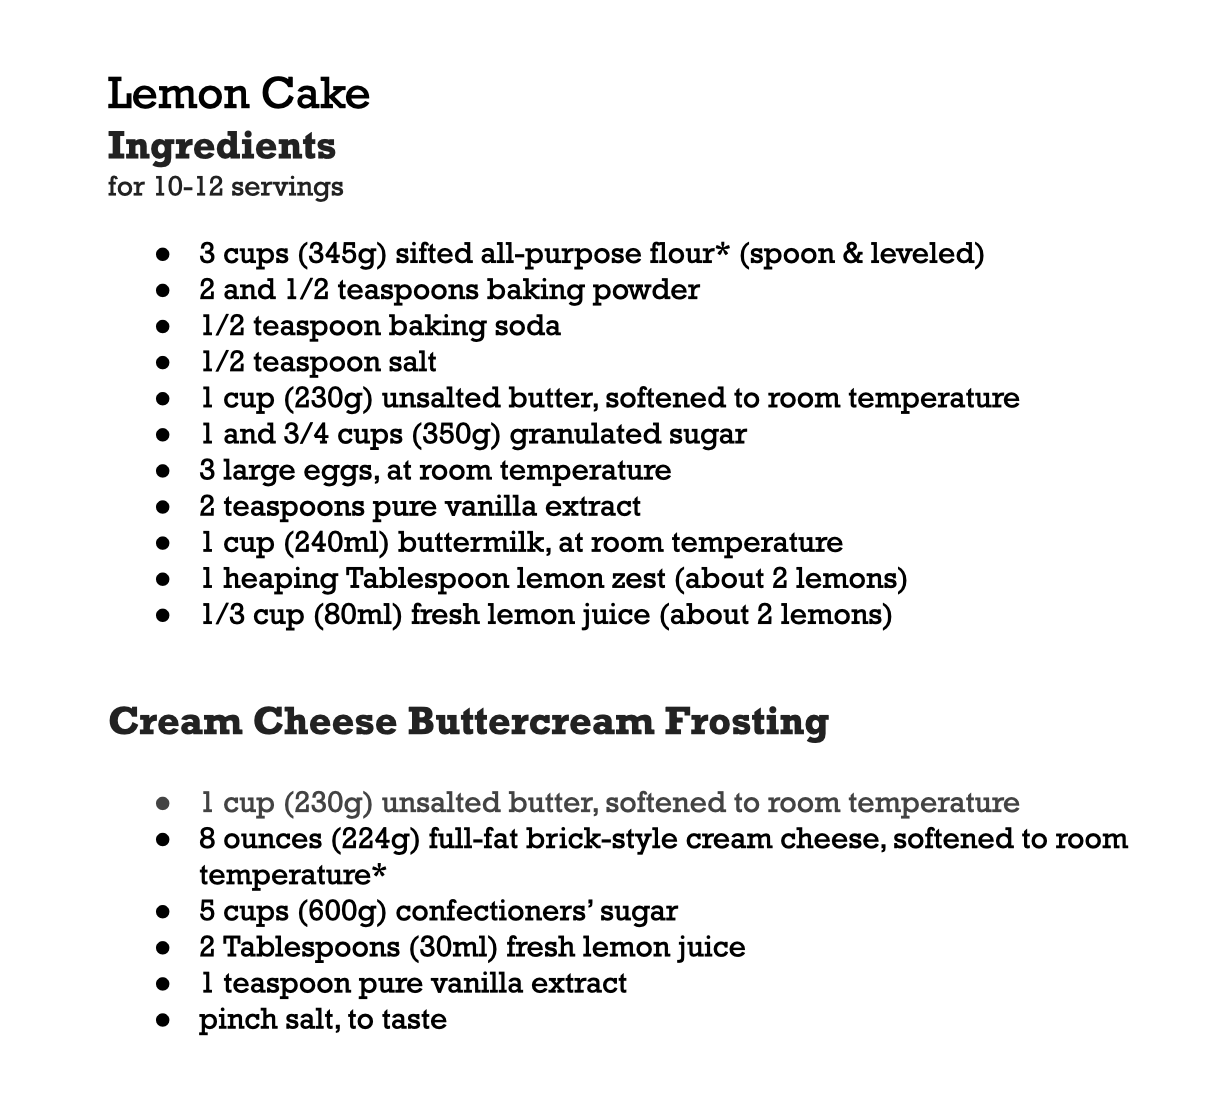 Lemon Cake
Ingredients
for 10-12 servings
● 3 cups (345g) sifted all-purpose flour* (spoon & leveled)
● 2 and 1/2 teaspoons baking powder
● 1/2 teaspoon baking soda
● 1/2 teaspoon salt
● 1 cup (230g) unsalted butter, softened to room temperature
● 1 and 3/4 cups (350g) granulated sugar
● 3 large eggs, at room temperature
● 2 teaspoons pure vanilla extract
● 1 cup (240ml) buttermilk, at room temperature
● 1 heaping Tablespoon lemon zest (about 2 lemons)
● 1/3 cup (80ml) fresh lemon juice (about 2 lemons)
Cream Cheese Buttercream Frosting
● 1 cup (230g) unsalted butter, softened to room temperature
● 8 ounces (224g) full-fat brick-style cream cheese, softened to room
temperature*
● 5 cups (600g) confectioners’ sugar
● 2 Tablespoons (30ml) fresh lemon juice
● 1 teaspoon pure vanilla extract
● pinch salt, to taste